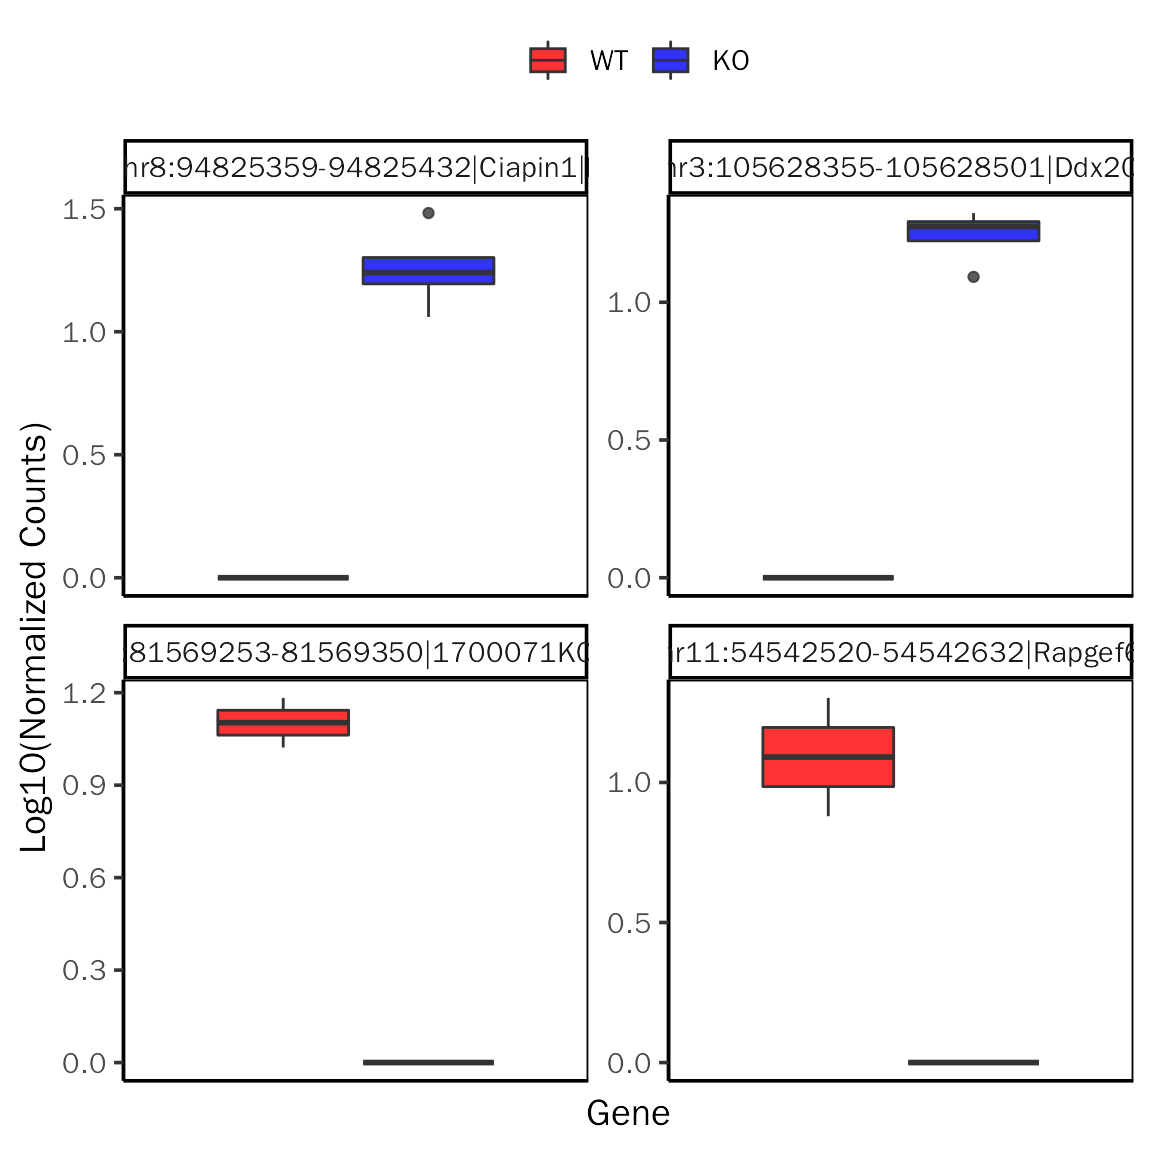 WT KO
hr8:94825359-94825432|Ciapin1|
hr3:105628355-105628501|Ddx20
1.5
1.0
0.5
0.0
1.0
0.5
0.0
:81569253-81569350|1700071K0
r11:54542520-54542632|Rapgef6
1.2
0.9
0.6
0.3
0.0
1.0
0.5
0.0
Log10(Normalized Counts)
Gene